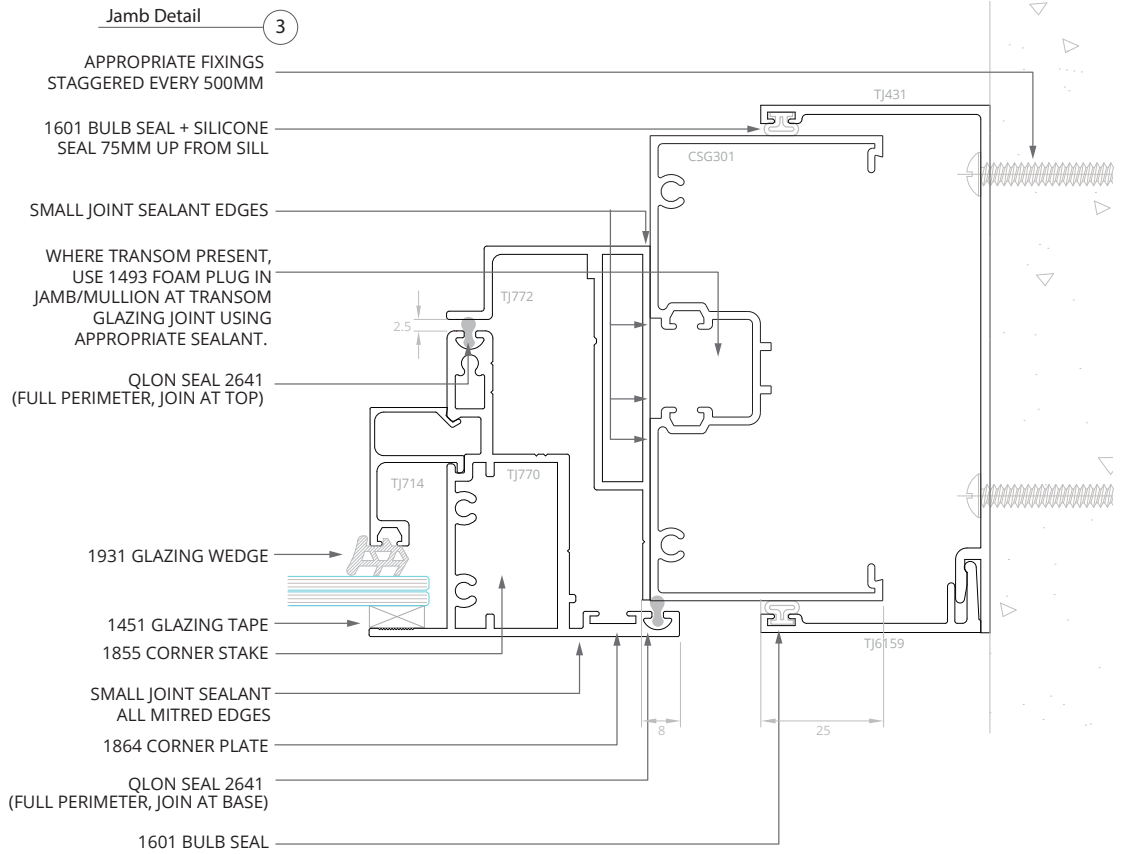 Jamb Detail
3
APPROPRIATE FIXINGS
STAGGERED EVERY 500MM
1601 BULB SEAL + SILICONE
SEAL 75MM UP FROM SILL
SMALL JOINT SEALANT EDGES
WHERE TRANSOM PRESENT,
USE 1493 FOAM PLUG IN
JAMB/MULLION AT TRANSOM
GLAZING JOINT USING
APPROPRIATE SEALANT.
QLON SEAL 2641
(FULL PERIMETER, JOIN AT TOP)
1931 GLAZING WEDGE
1451 GLAZING TAPE
1855 CORNER STAKE
SMALL JOINT SEALANT
ALL MITRED EDGES
1864 CORNER PLATE
QLON SEAL 2641
(FULL PERIMETER, JOIN AT BASE)
1601 BULB SEAL
TJ431
CSG301
TJ772
2.5
TJ714
TJ770
TJ6159
8
25